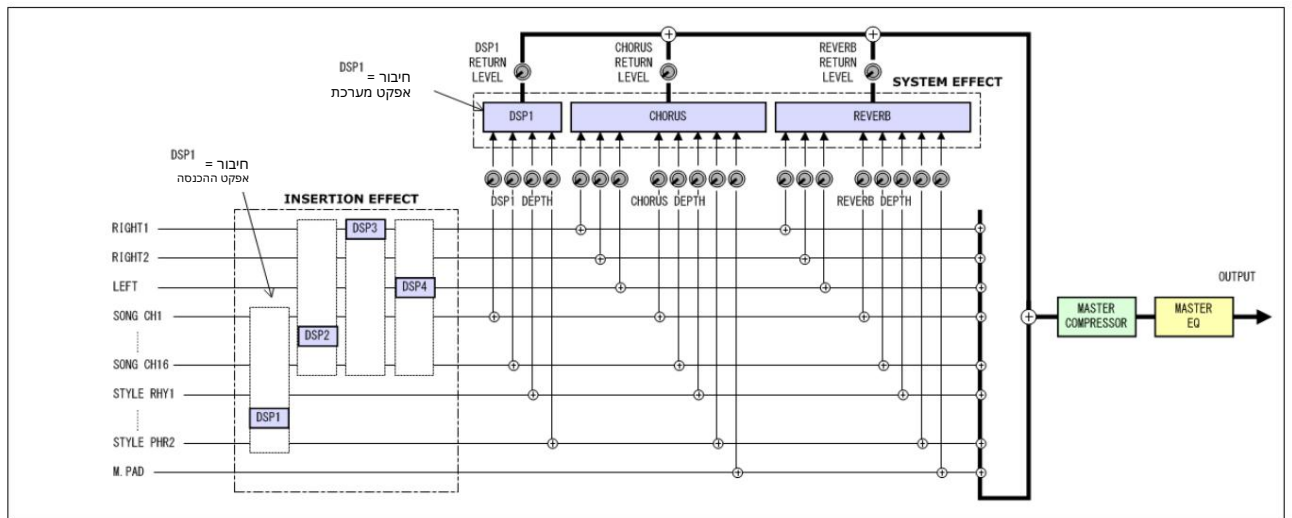 DSP1
RETURN
LEVEL
CHORUS
RETURN
LEVEL
REVERB
RETURN
LEVEL
DSP1
חיבור =
אפקט מערכת
SYSTEM EFFECT
DSP1
CHORUS
REVERB
DSP1
חיבור =
אפקט ההכנסה
DSP1 DEPTH
CHORUS DEPTH
REVERB DEPTH
INSERTION EFFECT
RIGHT1
DSP3
RIGHT2
LEFT
DSP4
SONG CH1
DSP2
SONG CH16
STYLE RHY1
DSP1
STYLE PHR2
M.PAD
OUTPUT
MASTER
COMPRESSOR
MASTER
EQ